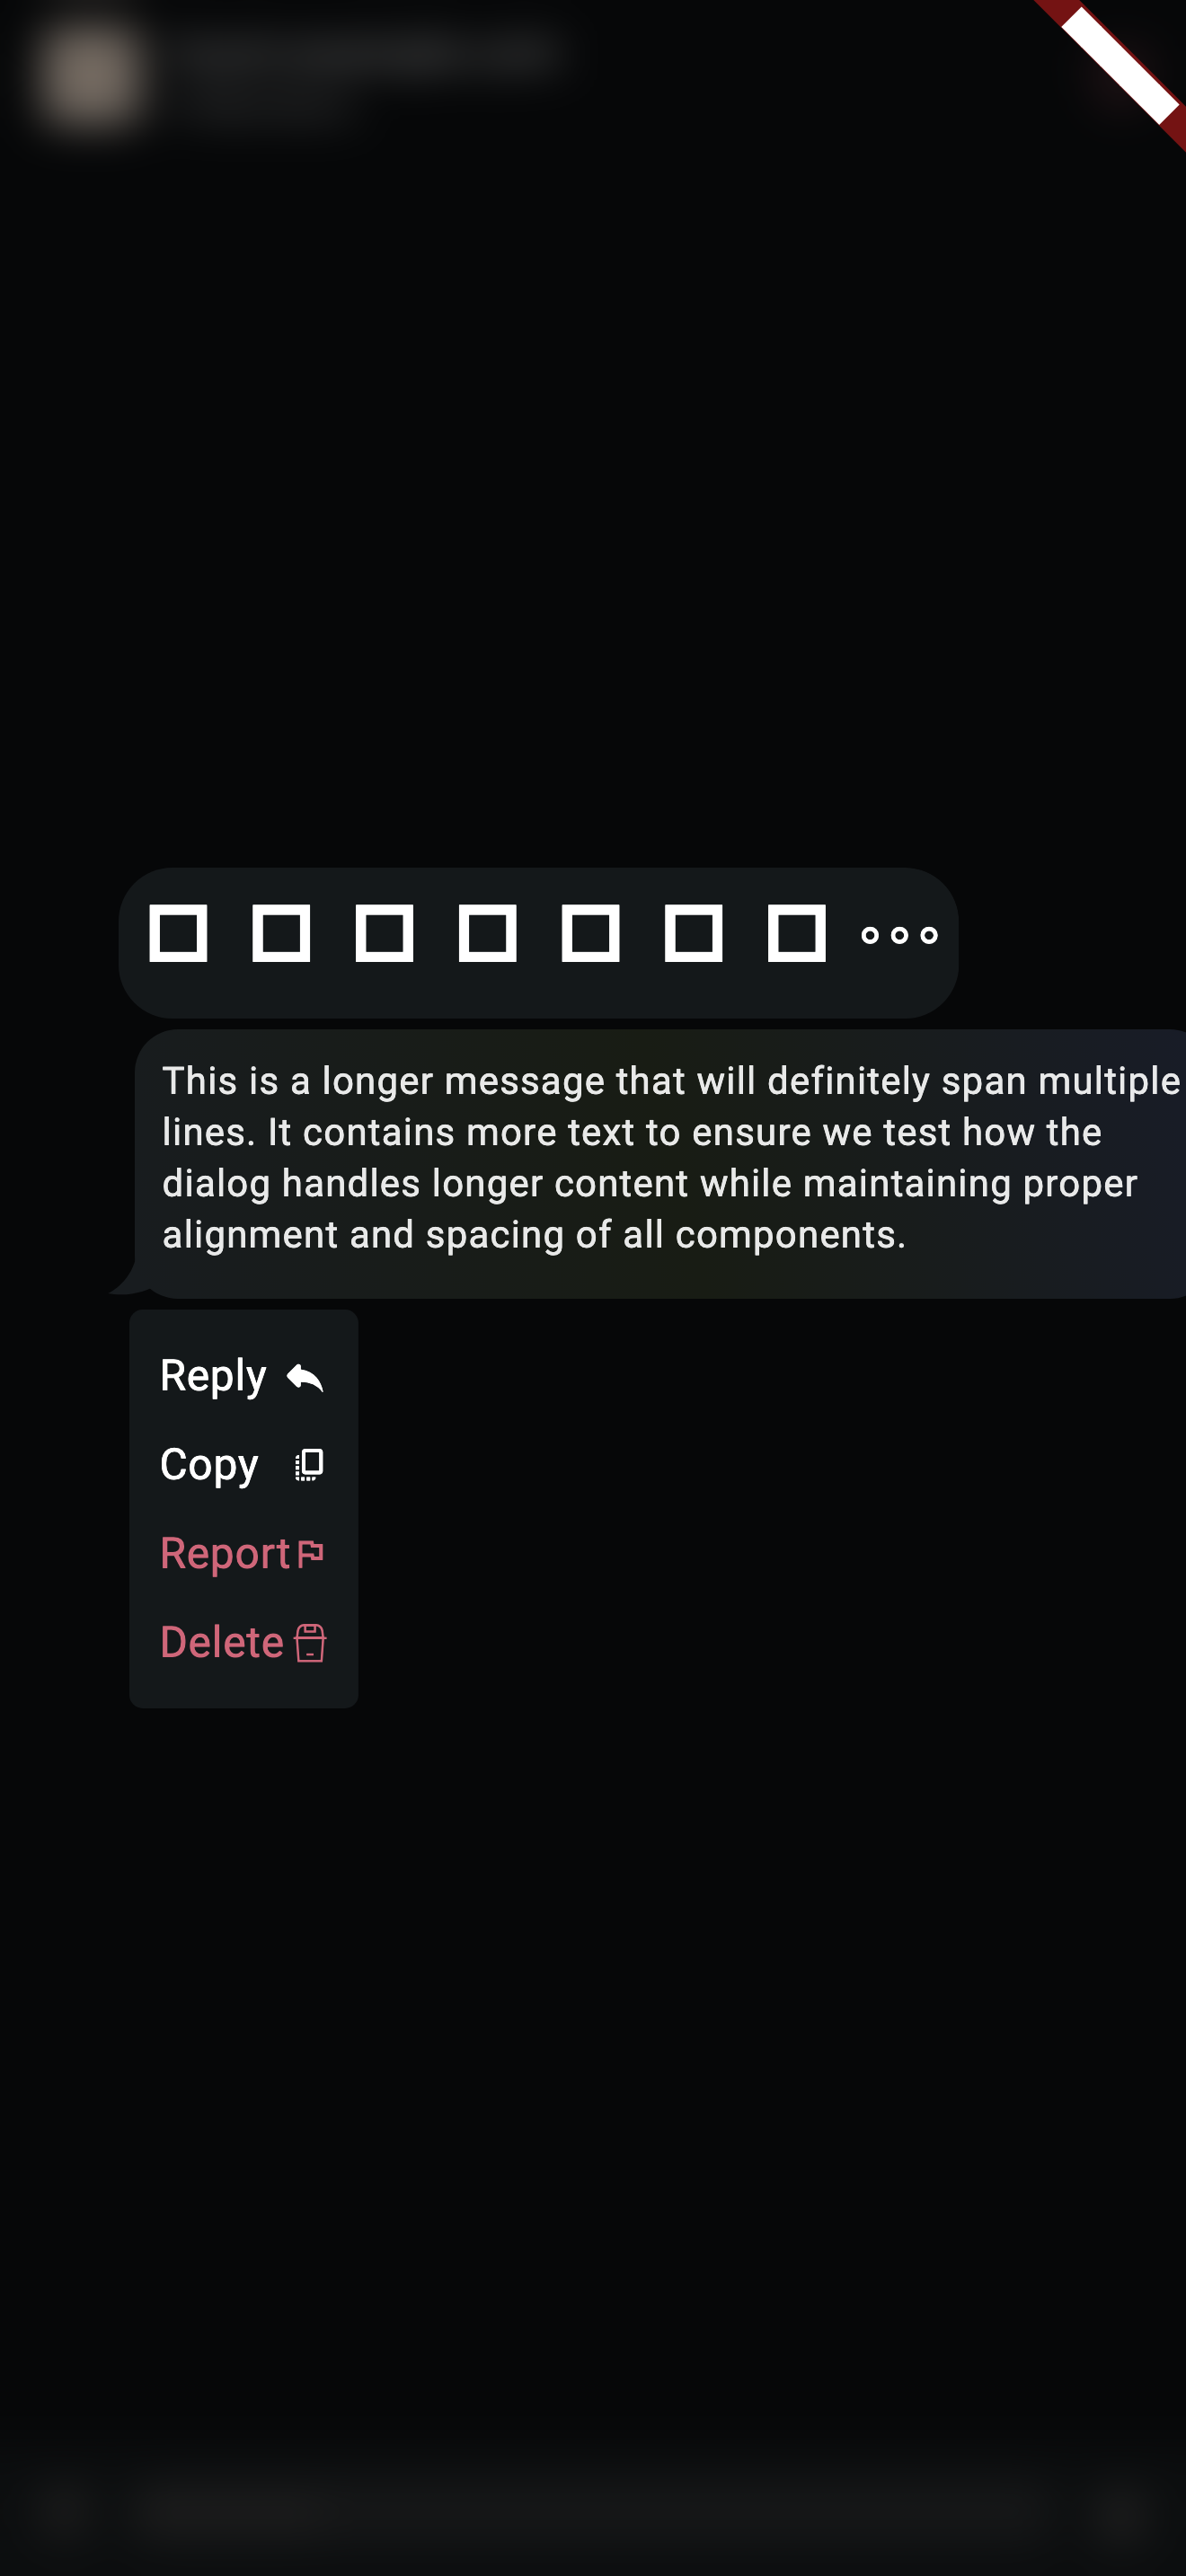 This is a longer message that will definitely span multiple
lines. It contains more text to ensure we test how the
dialog handles longer content while maintaining proper
alignment and spacing of all components.
Reply
Copy
Report
Delete